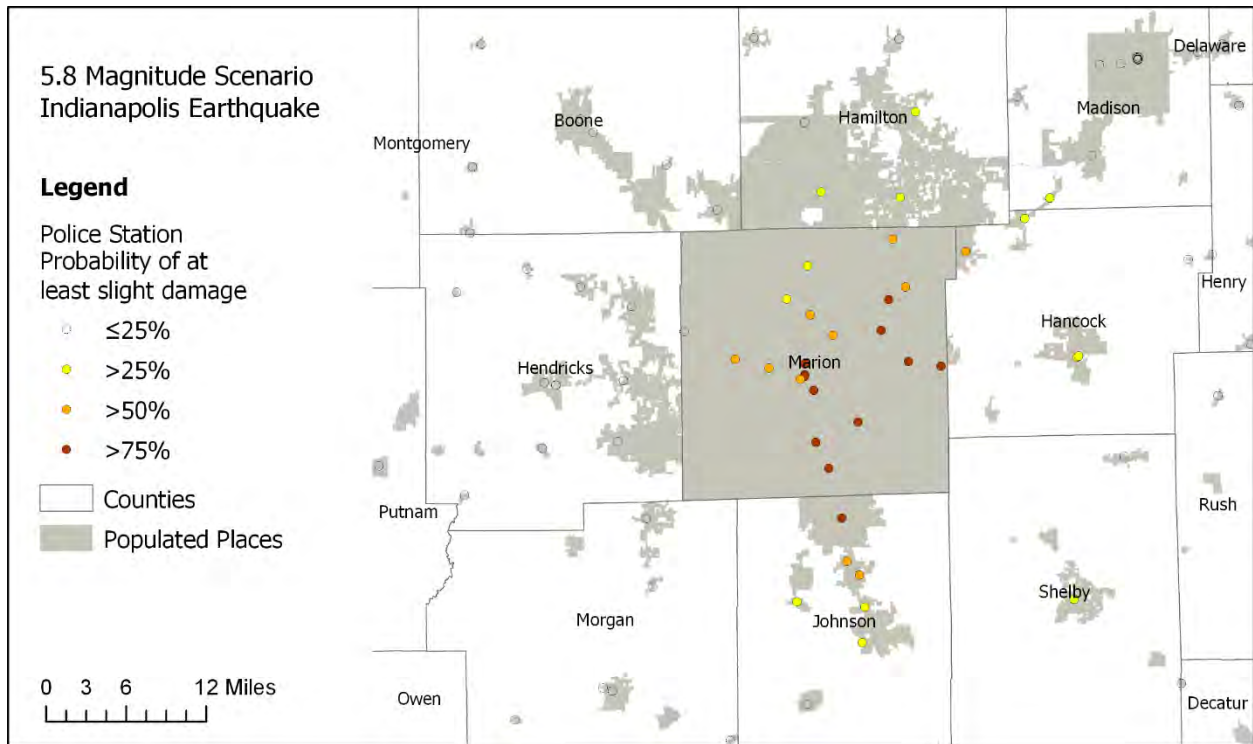 5.8 Magnitude Scenario
Indianapolis Earthquake
Legend
Police Station
Probability of at
least slight damage
≤25%
>25%
>50%
>75%
Counties
Populated Places
0 3 6 12 Miles
Delaware
Madison
Hamilton
Boone
Montgomery
Henry
Hancock
Marion
Hendricks
Putnam
Rush
Shelby
Johnson
Morgan
Owen
Decatur